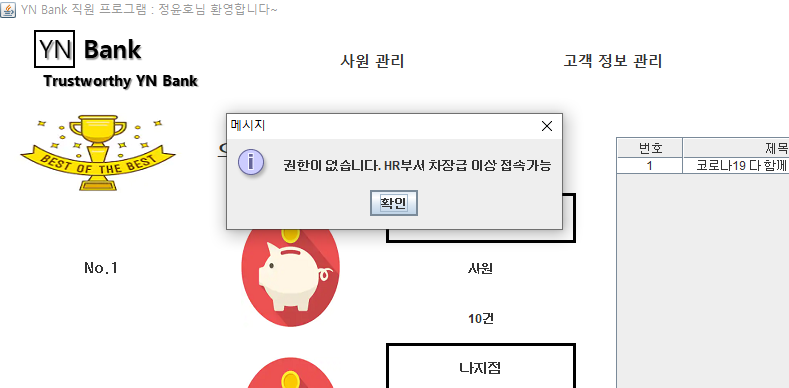 YN Bank 직원 프로그램 : 정윤호님 환영합니다~
YN Bank
Trustworthy YN Bank
사원 관리
고객 정보 관리
BEST OF THE BEST
메시지
권한이 없습니다. HR부서 차장급 이상 접속가능
확인
번호 제목
1 코로나19 다 함께
No.1
사원
10건
나지점